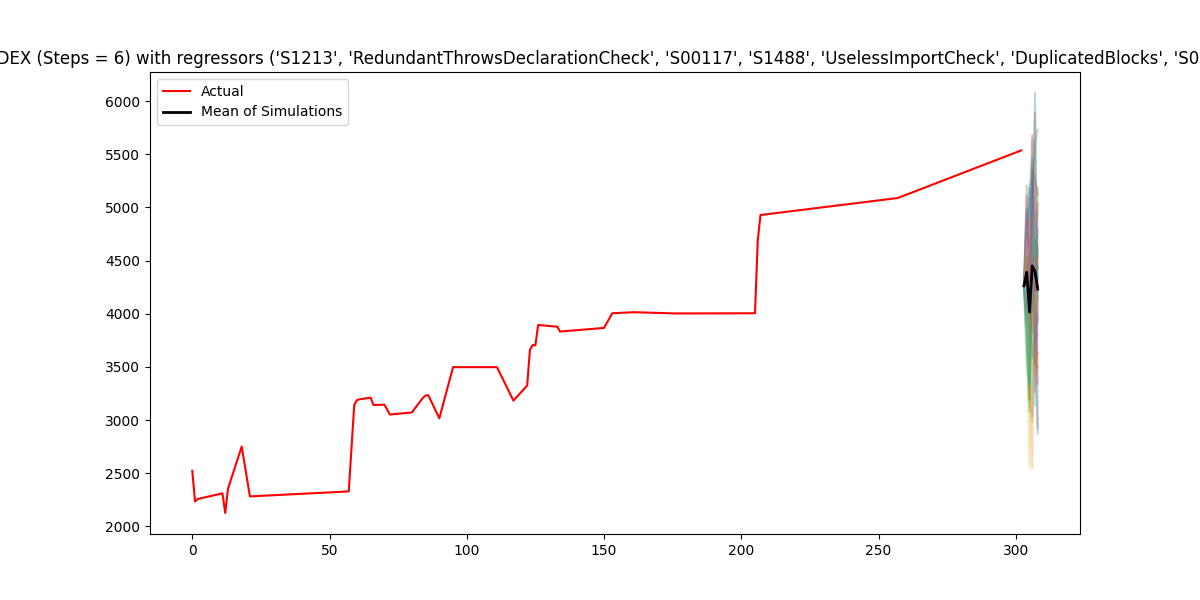 DEX (Steps = 6) with regressors ('S1213', 'RedundantThrowsDeclarationCheck', 'S00117', 'S1488', 'UselessImportCheck', 'DuplicatedBlocks', 'S0
Actual
Mean of Simulations
6000
5500
5000
4500
4000
3500
3000
2500
2000
0 50 100 150 200 250 300